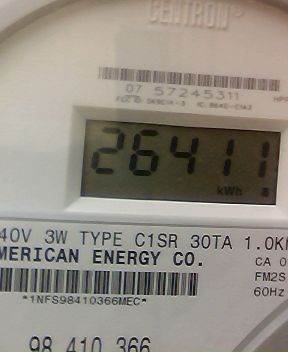 CENTRON®
07 57245311
26411
kWh
40V 3W TYPE C1SR 30TA 1.0K
MERICAN ENERGY CO.
CA 0
FM2S
60Hz
*1NFS98410366MEC*
98 410 366